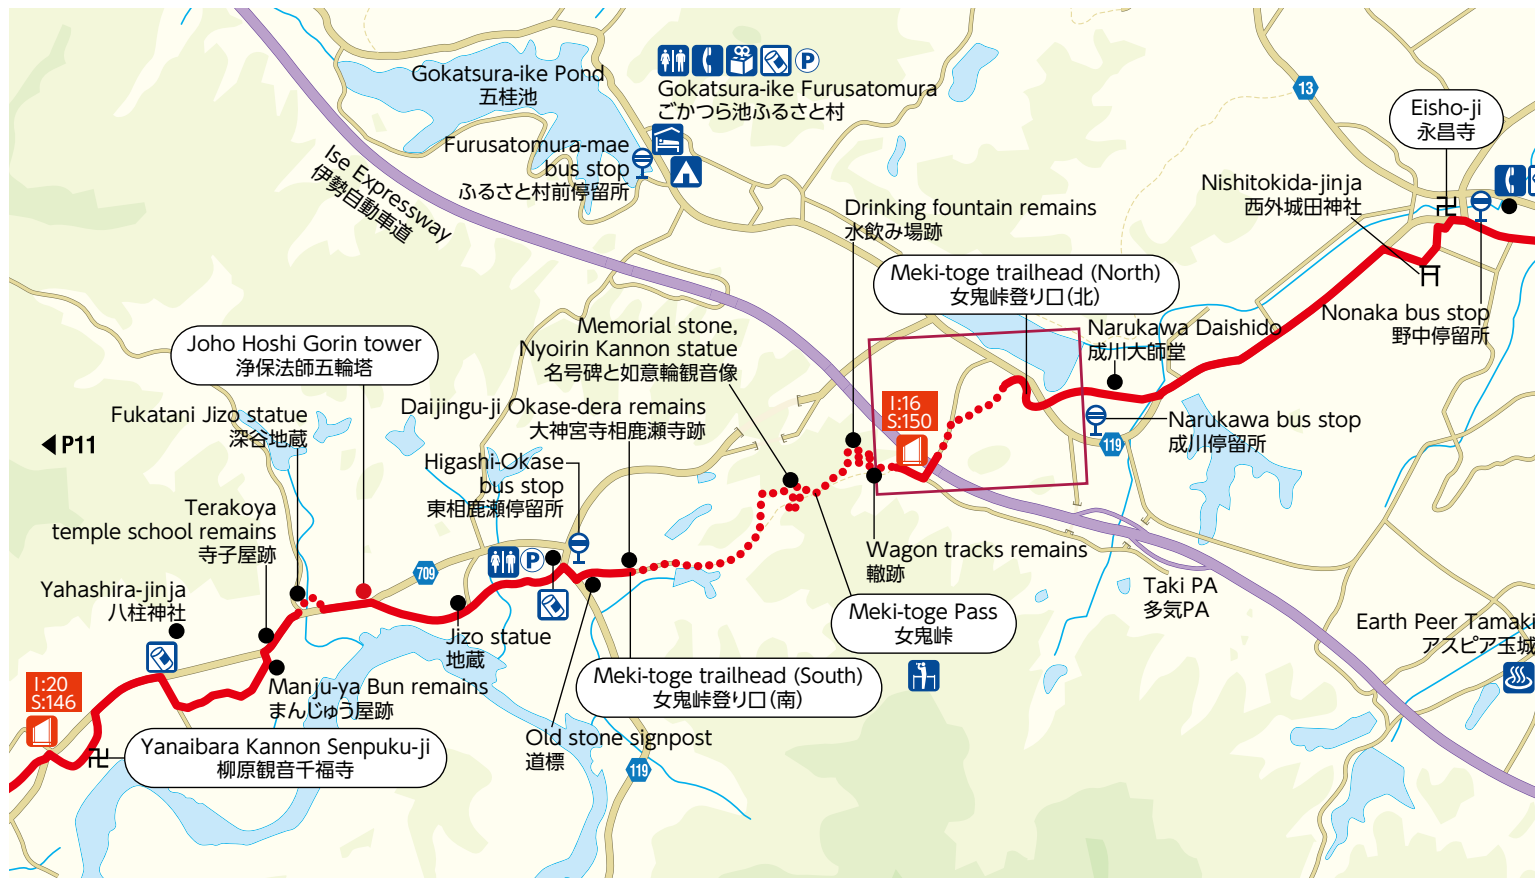 Gokatsura-ike Pond
五桂池
P
Gokatsura-ike Furusatomura
ごかつら池ふるさと村
13
Eisho-ji
永昌寺
Furusatomura-mae
bus stop
ふるさと村前停留所
Ise Expressway
伊勢自動車道
Nishitokida-jinja
西外城田神社
Drinking fountain remains
水飲み場跡
Meki-toge trailhead (North)
女鬼峠登り口(北)
Nonaka bus stop
野中停留所
Narukawa Daishido
成川大師堂
Memorial stone,
Nyoirin Kannon statue
名号碑と如意輪観音像
Joho Hoshi Gorin tower
浄保法師五輪塔
Fukatani Jizo statue
深谷地蔵
Daijingu-ji Okase-dera remains
大神宮寺相鹿瀬寺跡
I:16
S:150
Narukawa bus stop
成川停留所
119
P11
Higashi-Okase
bus stop
東相鹿瀬停留所
Terakoya
temple school remains
寺子屋跡
Wagon tracks remains
轍跡
P
709
Taki PA
多気PA
Yahashira-jinja
八柱神社
Meki-toge Pass
女鬼峠
Earth Peer Tamaki
アスピア玉城
Jizo statue
地蔵
Meki-toge trailhead (South)
女鬼峠登り口(南)
I:20
S:146
Manju-ya Bun remains
まんじゅう屋跡
Old stone signpost
道標
Yanaibara Kannon Senpuku-ji
柳原観音千福寺
119